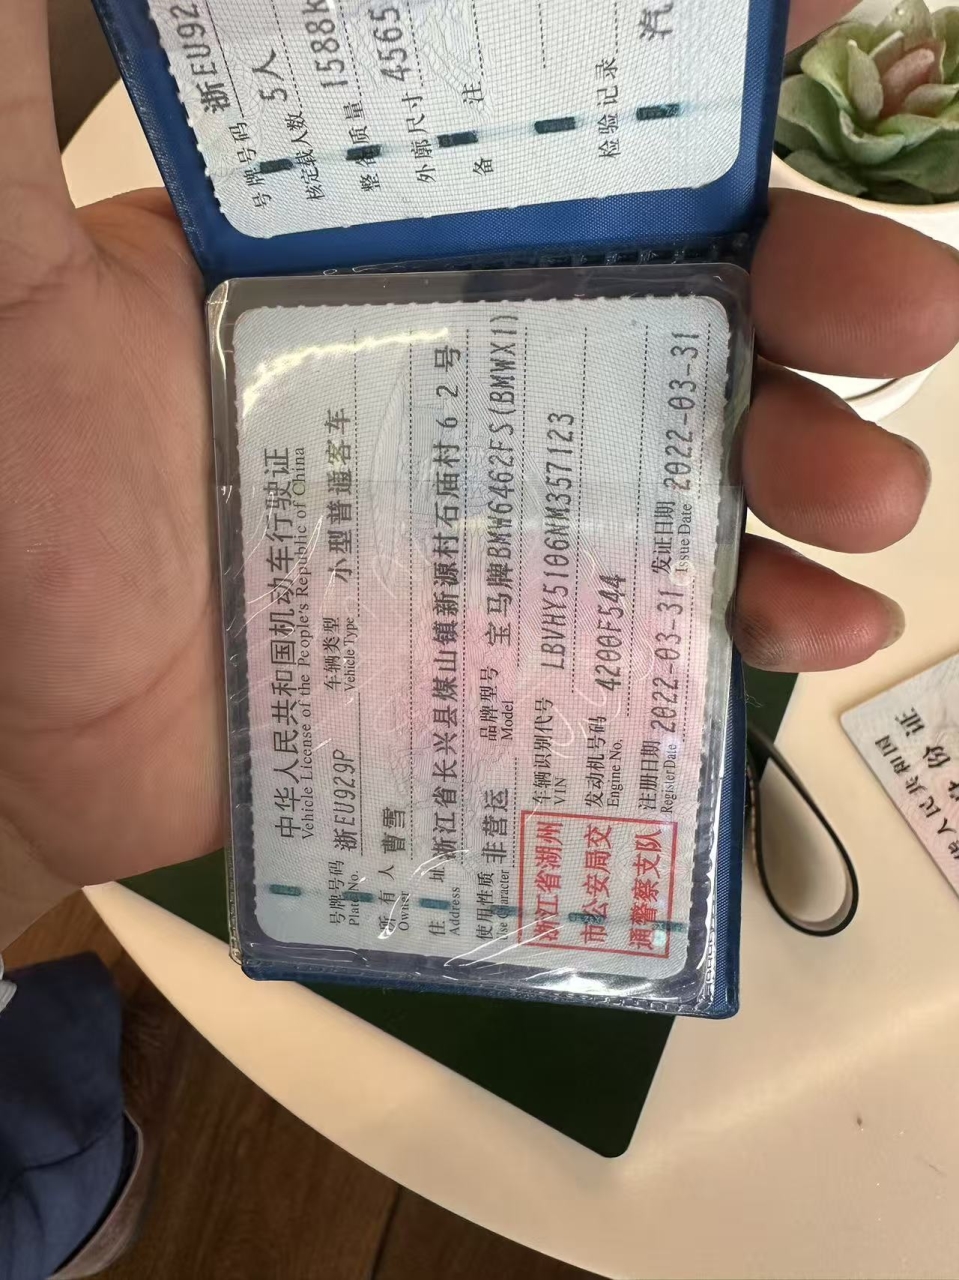 号牌号码 浙EU92
核定载人数 5人
整备质量 1588k
外廓尺寸 4565
备 注
检验记录 汽
中华人民共和国机动车行驶证
Vehicle License of the People's Republic of China
号牌号码 浙EU929P 车辆类型 小型普通客车
Plate No. Vehicle Type
所有人 曹雪
Owner
住 址 浙江省长兴县煤山镇新源村石庙村62号
Address
使用性质 非营运 品牌型号 宝马牌BMW6462FS(BMWX1)
Use Character Model
浙江省湖州
市公安局交
通警察支队
车辆识别代号 LBVHY5106NM357123
VIN
发动机号码 4200F544
Engine No.
注册日期 2022-03-31 发证日期 2022-03-31
Register Date Issue Date
人民共和国
份证